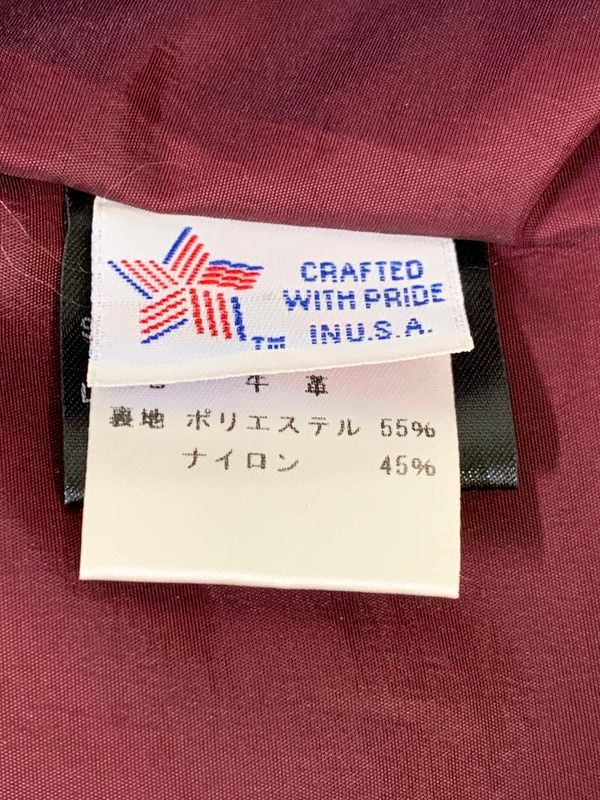 CRAFTED
WITH PRIDE
IN U.S.A.
TM
牛革
裏地 ポリエステル 55%
ナイロン 45%